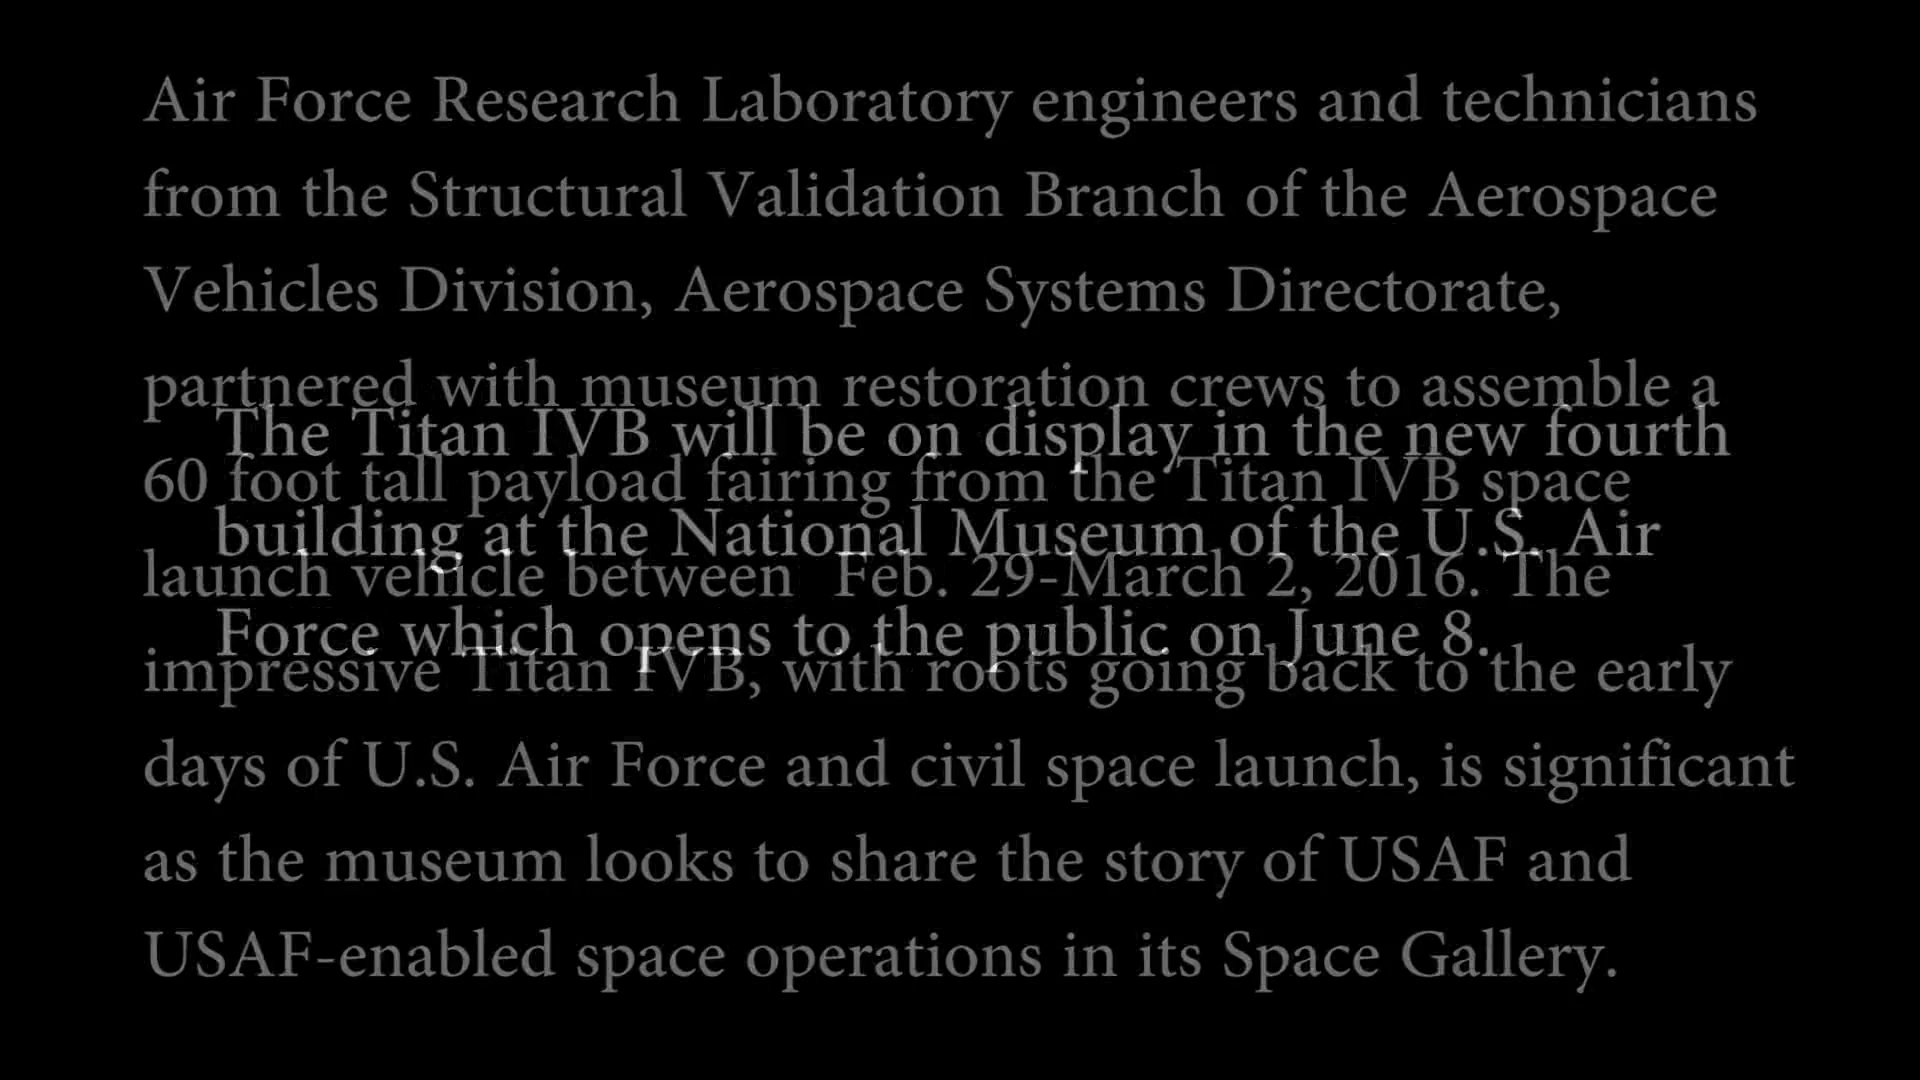 Air Force Research Laboratory engineers and technicians
from the Structural Validation Branch of the Aerospace
Vehicles Division, Aerospace Systems Directorate,
partnered with museum restoration crews to assemble a
60 foot tall payload fairing from the Titan IVB space
launch vehicle between  Feb. 29-March 2, 2016. The
impressive Titan IVB, with roots going back to the early
days of U.S. Air Force and civil space launch, is significant
as the museum looks to share the story of USAF and
USAF-enabled space operations in its Space Gallery.
The Titan IVB will be on display in the new fourth
building at the National Museum of the U.S. Air
Force which opens to the public on June 8.